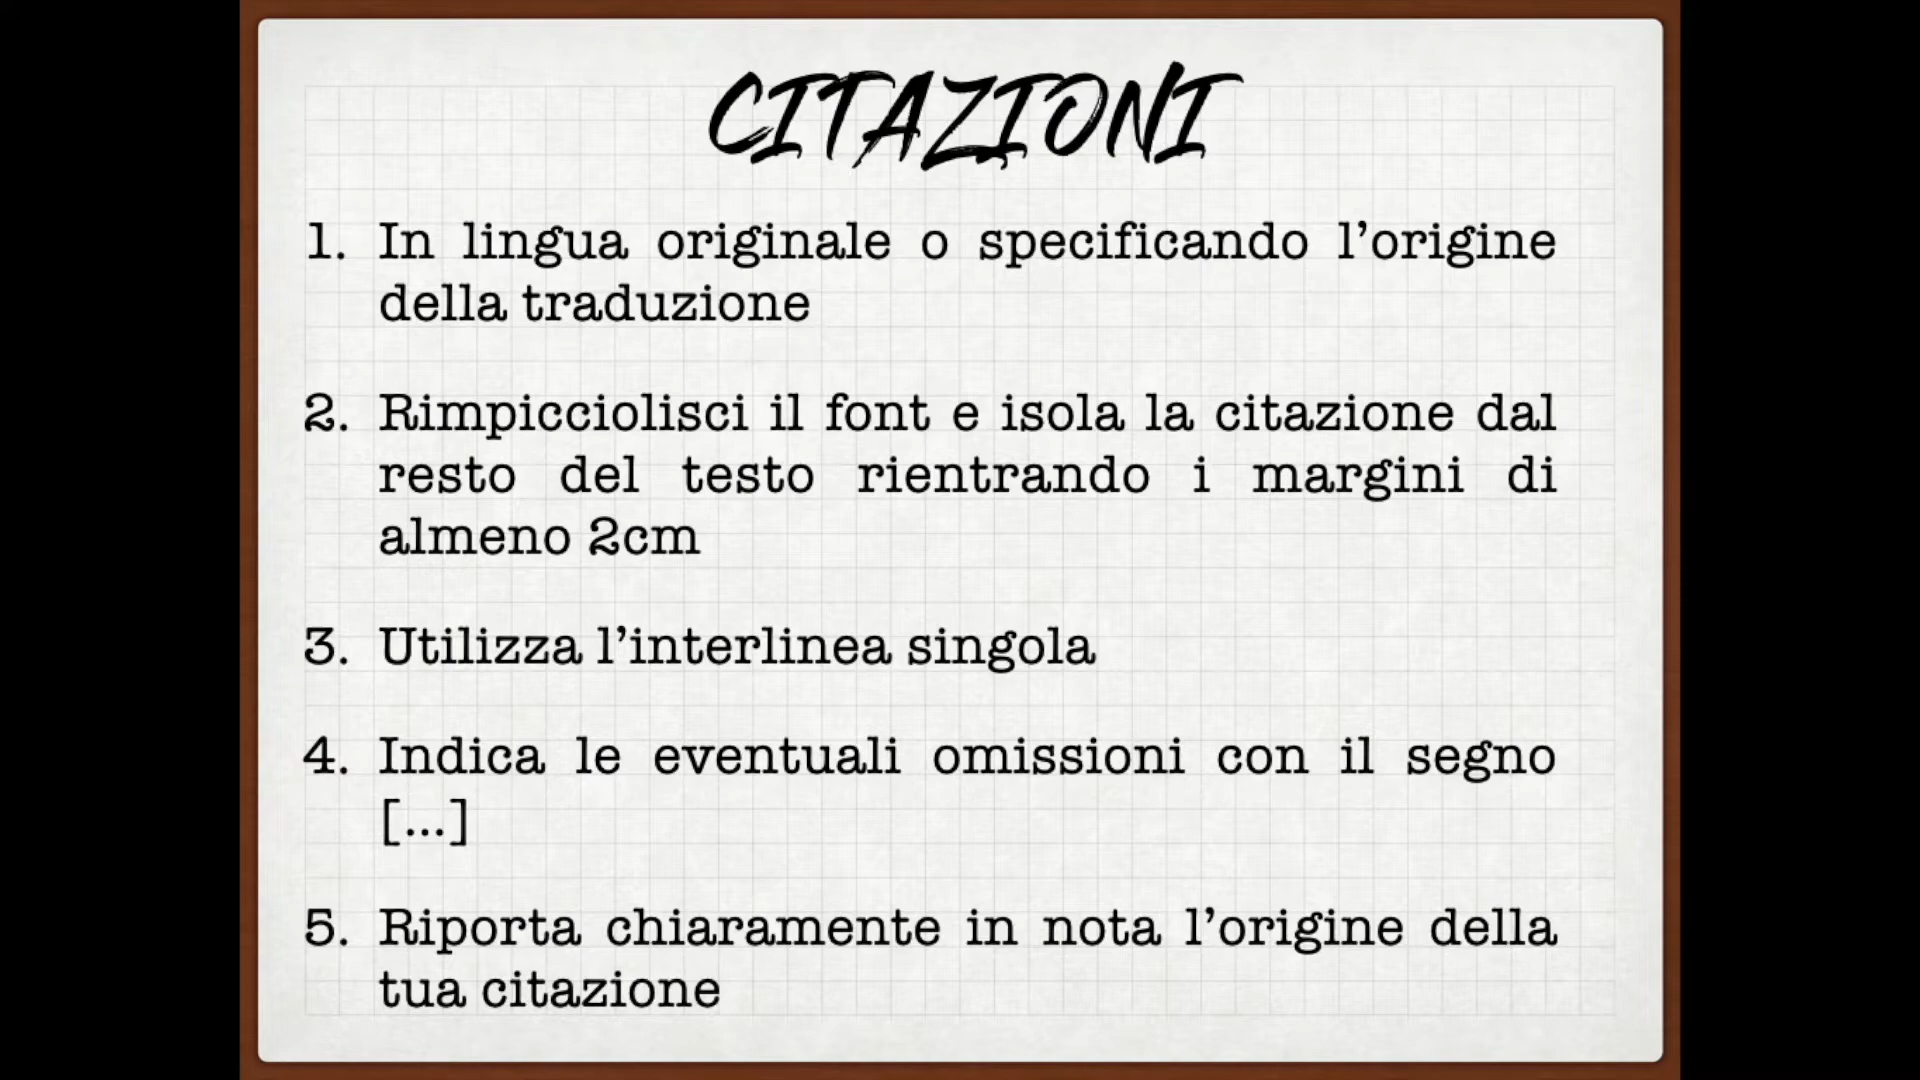 CITAZIONI
1. In lingua originale o specificando l’origine
della traduzione
2. Rimpicciolisci il font e isola la citazione dal
resto del testo rientrando i margini di
almeno 2cm
3. Utilizza l’interlinea singola
4. Indica le eventuali omissioni con il segno
[...]
5. Riporta chiaramente in nota l’origine della
tua citazione